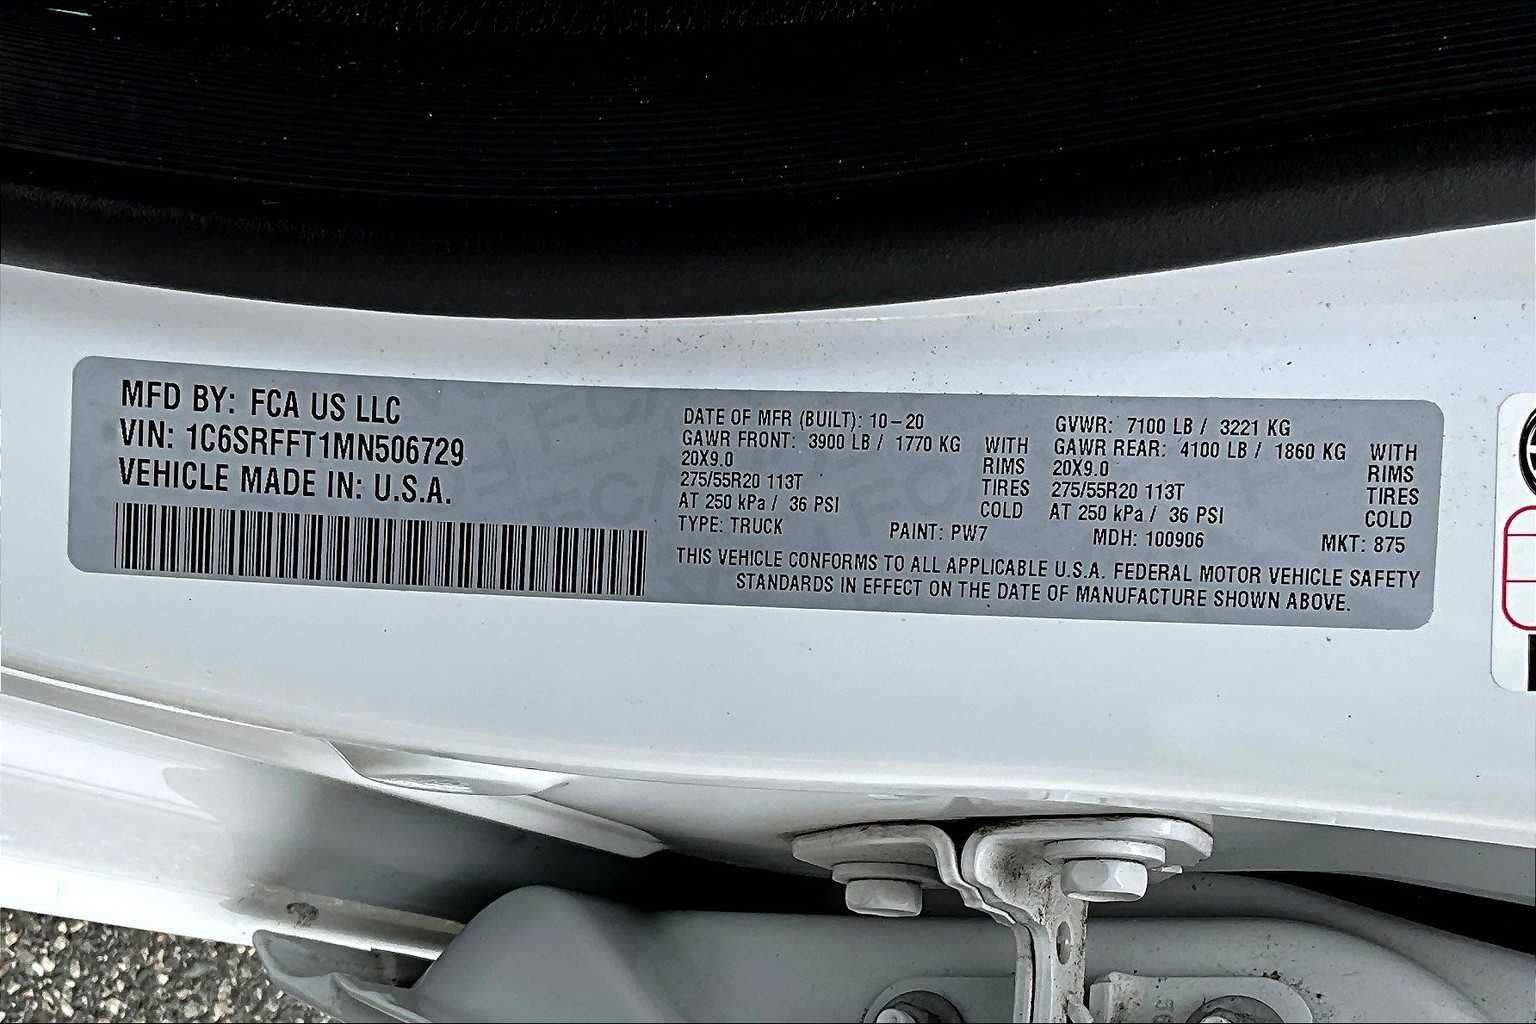 MFD BY: FCA US LLC
VIN: 1C6SRFFT1MN506729
VEHICLE MADE IN: U.S.A.
DATE OF MFR (BUILT): 10-20
GAWR FRONT: 3900 LB / 1770 KG WITH
20X9.0 RIMS
275/55R20 113T TIRES
AT 250 kPa / 36 PSI COLD
GVWR: 7100 LB / 3221 KG
GAWR REAR: 4100 LB / 1860 KG WITH
20X9.0 RIMS
275/55R20 113T TIRES
AT 250 kPa / 36 PSI COLD
TYPE: TRUCK PAINT: PW7 MDH: 100906 MKT: 875
THIS VEHICLE CONFORMS TO ALL APPLICABLE U.S.A. FEDERAL MOTOR VEHICLE SAFETY
STANDARDS IN EFFECT ON THE DATE OF MANUFACTURE SHOWN ABOVE.